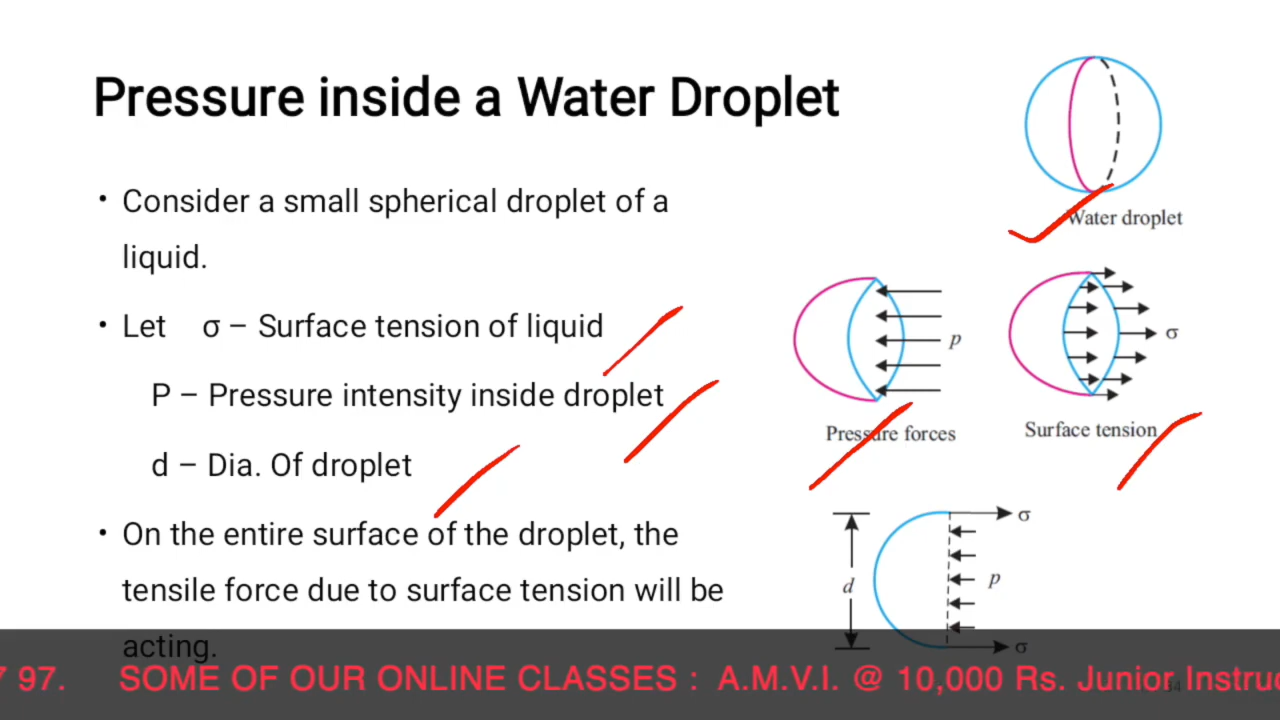 Pressure inside a Water Droplet
• Consider a small spherical droplet of a
liquid.
• Let σ – Surface tension of liquid
P – Pressure intensity inside droplet
d – Dia. Of droplet
• On the entire surface of the droplet, the
tensile force due to surface tension will be
acting.
Water droplet
p
σ
Pressure forces
Surface tension
σ
d
p
σ
7 97. SOME OF OUR ONLINE CLASSES : A.M.V.I. @ 10,000 Rs. Junior Instruc